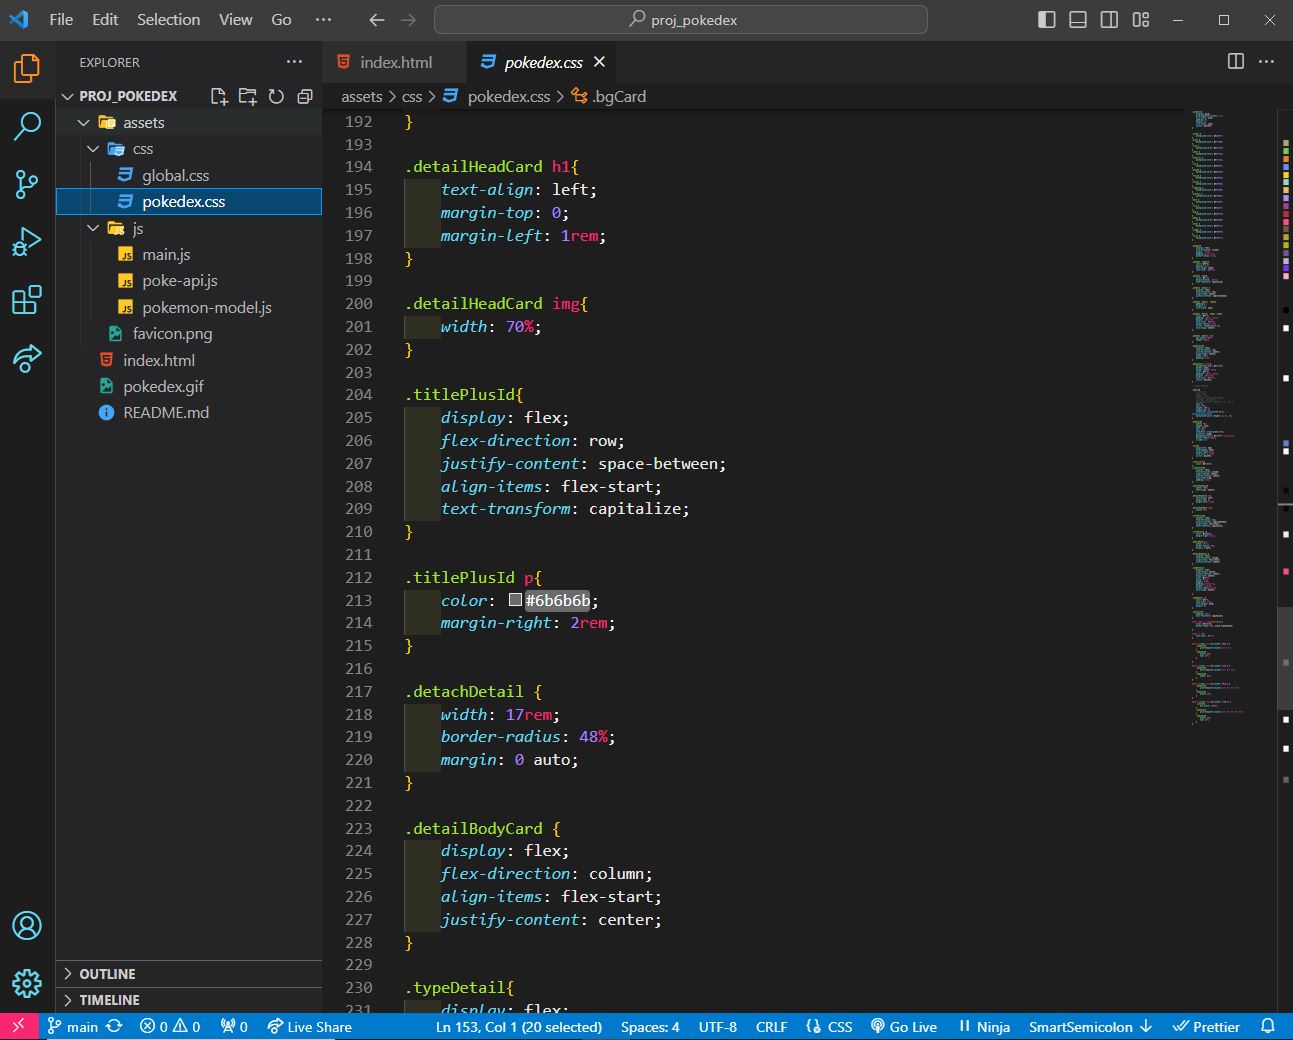 File Edit Selection View Go ··· proj_pokedex
EXPLORER ···
PROJ_POKEDEX
assets
css
global.css
pokedex.css
js
main.js
poke-api.js
pokemon-model.js
favicon.png
index.html
pokedex.gif
README.md
OUTLINE
TIMELINE
index.html pokedex.css
assets > css > pokedex.css > .bgCard
192 }
193
194 .detailHeadCard h1{
195 text-align: left;
196 margin-top: 0;
197 margin-left: 1rem;
198 }
199
200 .detailHeadCard img{
201 width: 70%;
202 }
203
204 .titlePlusId{
205 display: flex;
206 flex-direction: row;
207 justify-content: space-between;
208 align-items: flex-start;
209 text-transform: capitalize;
210 }
211
212 .titlePlusId p{
213 color: #6b6b6b;
214 margin-right: 2rem;
215 }
216
217 .detachDetail {
218 width: 17rem;
219 border-radius: 48%;
220 margin: 0 auto;
221 }
222
223 .detailBodyCard {
224 display: flex;
225 flex-direction: column;
226 align-items: flex-start;
227 justify-content: center;
228 }
229
230 .typeDetail{
231 display: flex;
main 0 0 0 Live Share Ln 153, Col 1 (20 selected) Spaces: 4 UTF-8 CRLF CSS Go Live Ninja SmartSemicolon Prettier